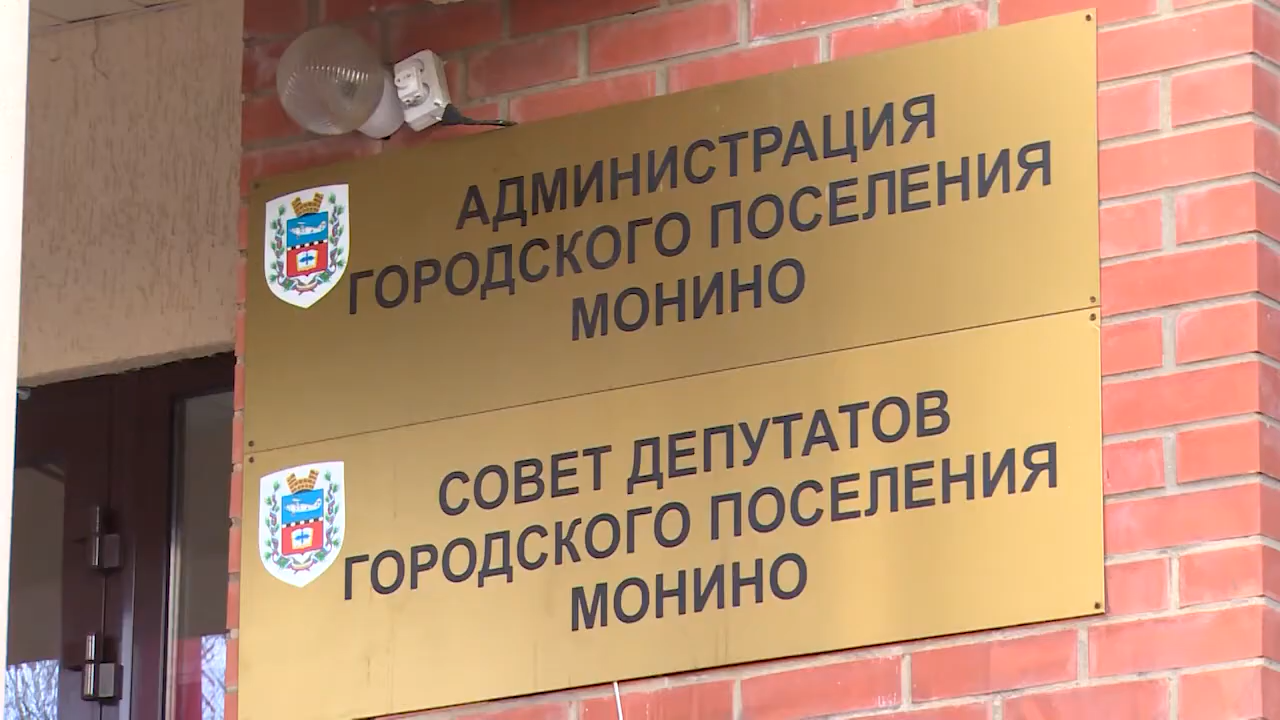 АДМИНИСТРАЦИЯ
ГОРОДСКОГО ПОСЕЛЕНИЯ
МОНИНО
СОВЕТ ДЕПУТАТОВ
ГОРОДСКОГО ПОСЕЛЕНИЯ
МОНИНО